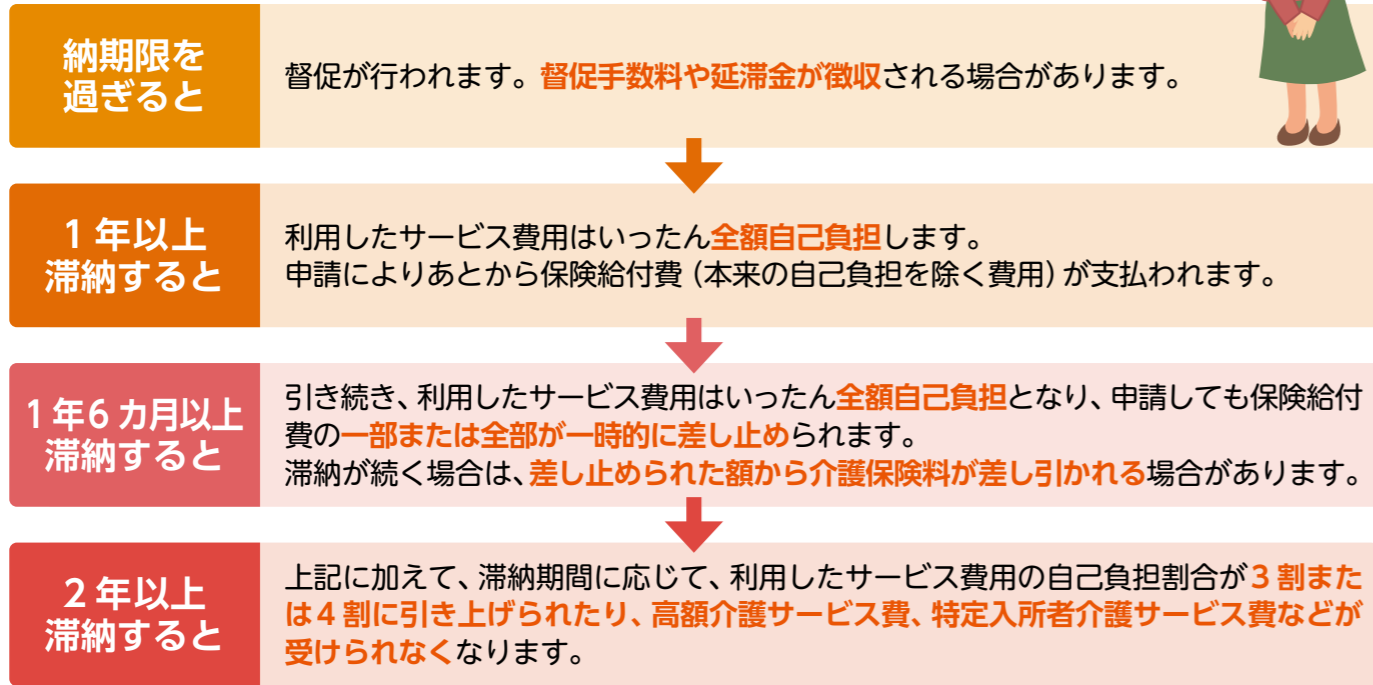 納期限を
過ぎると
督促が行われます。督促手数料や延滞金が徴収される場合があります。
1年以上
滞納すると
利用したサービス費用はいったん全額自己負担します。
申請によりあとから保険給付費（本来の自己負担を除く費用）が支払われます。
1年6カ月以上
滞納すると
引き続き、利用したサービス費用はいったん全額自己負担となり、申請しても保険給付
費の一部または全部が一時的に差し止められます。
滞納が続く場合は、差し止められた額から介護保険料が差し引かれる場合があります。
2年以上
滞納すると
上記に加えて、滞納期間に応じて、利用したサービス費用の自己負担割合が3割また
は4割に引き上げられたり、高額介護サービス費、特定入所者介護サービス費などが
受けられなくなります。